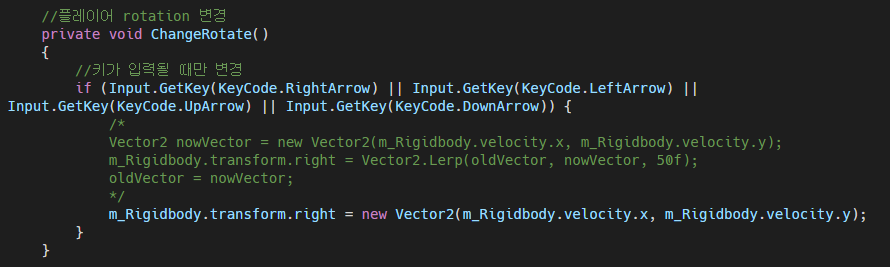 //플레이어 rotation 변경
private void ChangeRotate()
{
//키가 입력될 때만 변경
if (Input.GetKey(KeyCode.RightArrow) || Input.GetKey(KeyCode.LeftArrow) ||
Input.GetKey(KeyCode.UpArrow) || Input.GetKey(KeyCode.DownArrow)) {
/*
Vector2 nowVector = new Vector2(m_Rigidbody.velocity.x, m_Rigidbody.velocity.y);
m_Rigidbody.transform.right = Vector2.Lerp(oldVector, nowVector, 50f);
oldVector = nowVector;
*/
m_Rigidbody.transform.right = new Vector2(m_Rigidbody.velocity.x, m_Rigidbody.velocity.y);
}
}